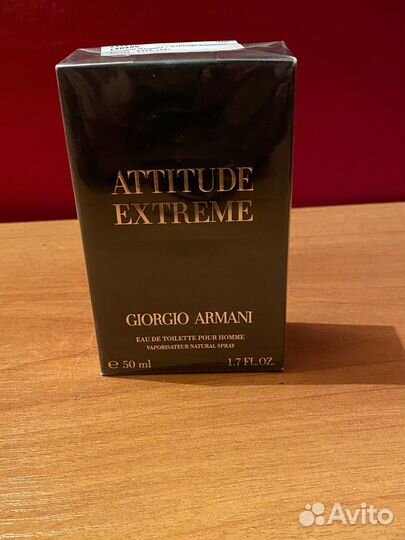 ATTITUDE
EXTREME
GIORGIO ARMANI
EAU DE TOILETTE POUR HOMME
VAPORISATEUR NATURAL SPRAY
℮ 50 ml 1.7 FL.OZ.
Avito